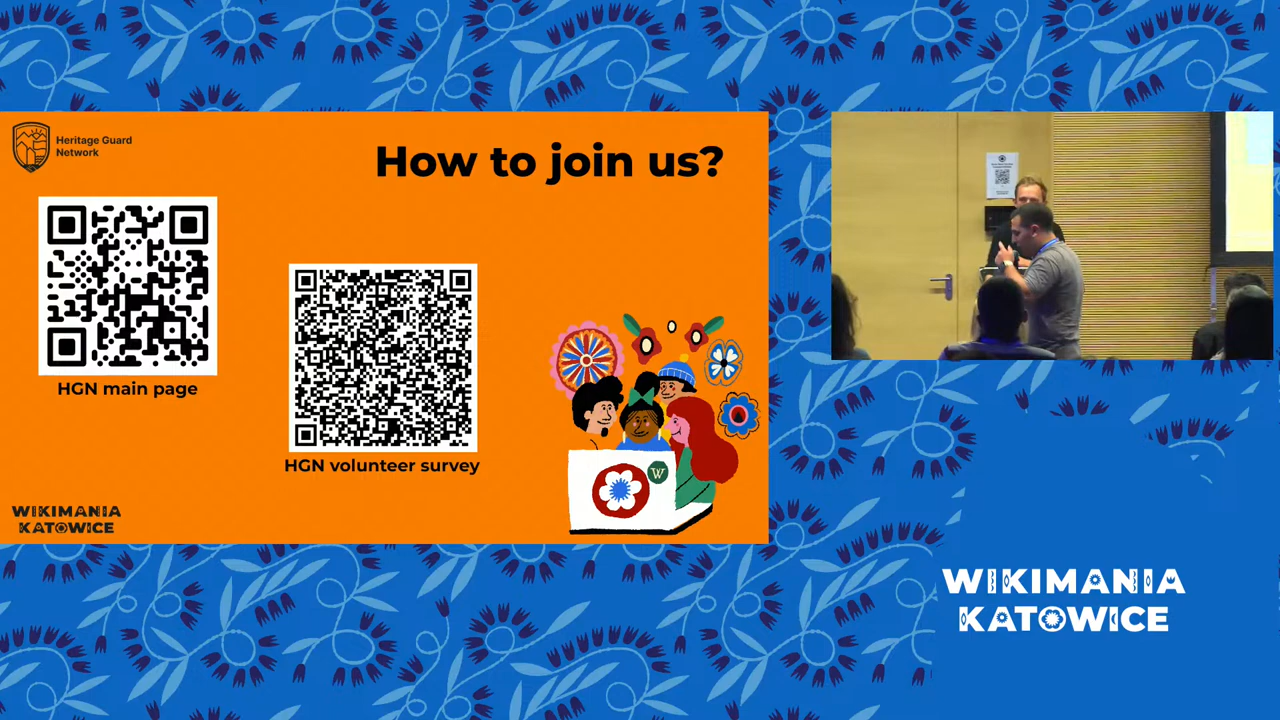 Heritage Guard
Network
How to join us?
HGN main page
HGN volunteer survey
W
WIKIMANIA
KATOWICE
WIKIMANIA
KATOWICE